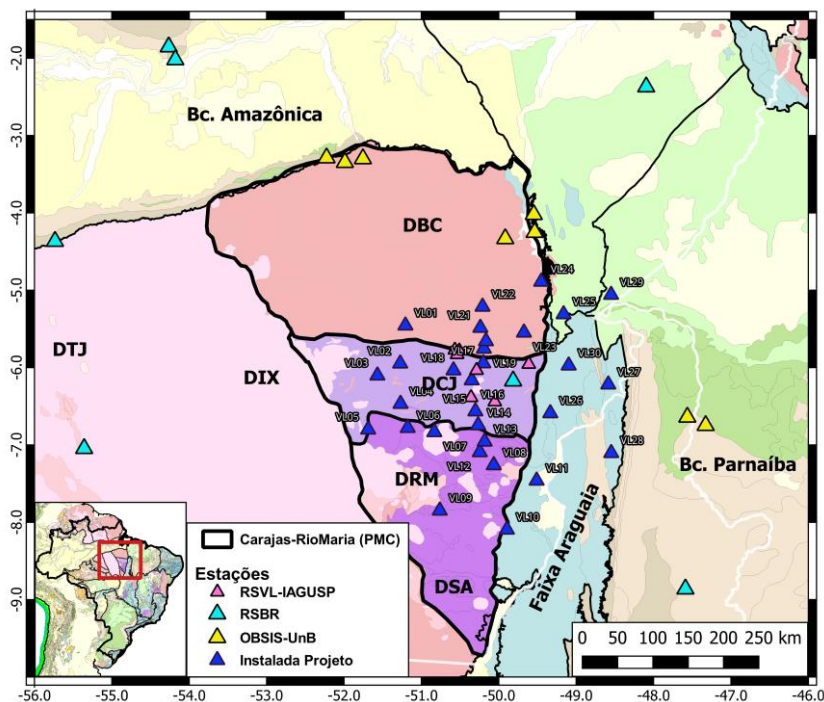 -2.0
-3.0
-4.0
-5.0
-6.0
-7.0
-8.0
-9.0
Bc. Amazônica
DBC
VL24
VL29
VL22
VL25
VL01
VL21
DTJ
DIX
VL02
VL17
VL23
VL03
VL18
VL19
VL30
DCJ
VL27
VL04
VL15
VL16
VL26
VL05
VL06
VL14
VL13
VL28
VL07
VL08
Bc. Parnaíba
DRM
VL12
VL11
VL09
VL10
Faixa Araguaia
DSA
Carajas-RioMaria (PMC)
Estações
RSVL-IAGUSP
RSBR
OBSIS-UnB
Instalada Projeto
0 50 100 150 200 250 km
-56.0 -55.0 -54.0 -53.0 -52.0 -51.0 -50.0 -49.0 -48.0 -47.0 -46.0